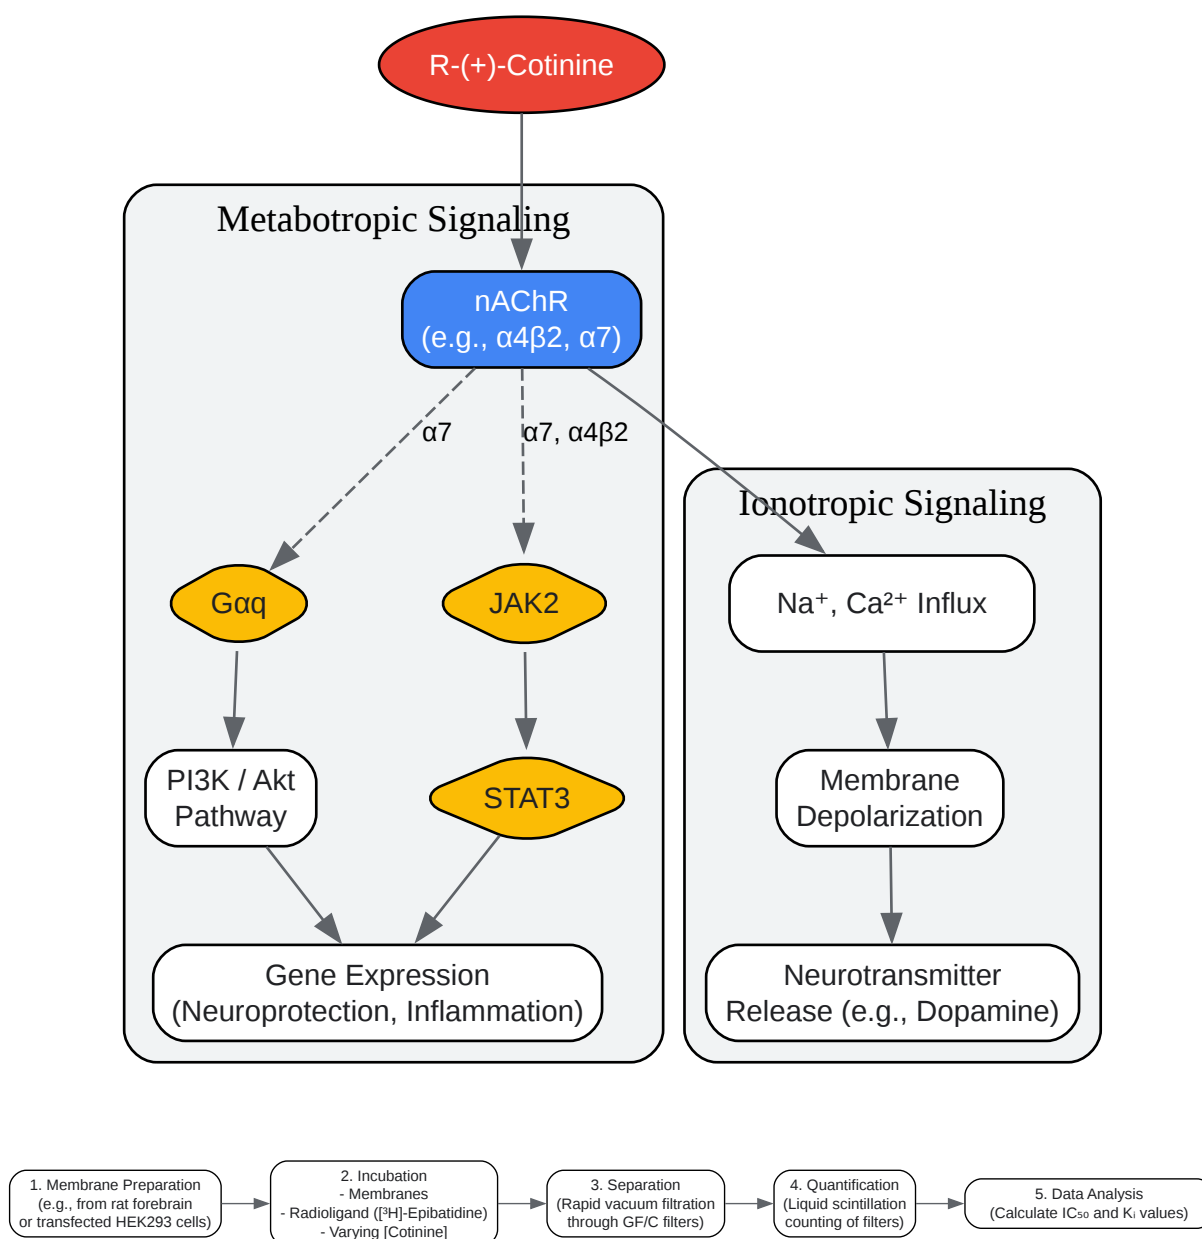 R-(+)-Cotinine
Metabotropic Signaling
nAChR
(e.g., α4β2, α7)
α7
α7, α4β2
Ionotropic Signaling
Gαq
JAK2
Na⁺, Ca²⁺ Influx
PI3K / Akt
Pathway
STAT3
Membrane
Depolarization
Gene Expression
(Neuroprotection, Inflammation)
Neurotransmitter
Release (e.g., Dopamine)
1. Membrane Preparation
(e.g., from rat forebrain
or transfected HEK293 cells)
2. Incubation
- Membranes
- Radioligand ([³H]-Epibatidine)
- Varying [Cotinine]
3. Separation
(Rapid vacuum filtration
through GF/C filters)
4. Quantification
(Liquid scintillation
counting of filters)
5. Data Analysis
(Calculate IC₅₀ and Kᵢ values)